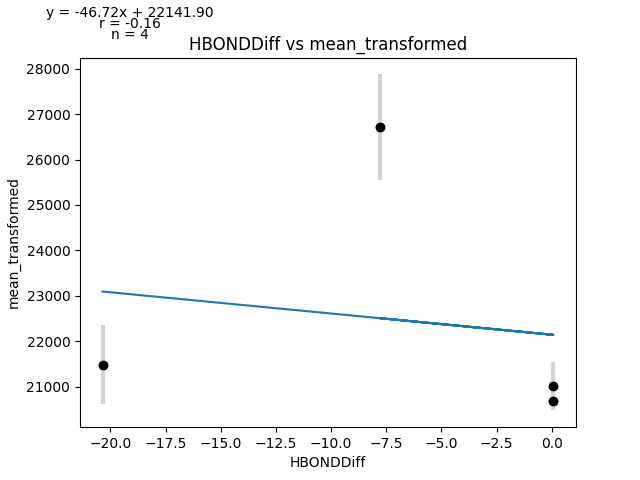 y = -46.72x + 22141.90
r = -0.16
n = 4
HBONDDiff vs mean_transformed
28000
27000
26000
25000
24000
23000
22000
21000
mean_transformed
−20.0 −17.5 −15.0 −12.5 −10.0 −7.5 −5.0 −2.5 0.0
HBONDDiff